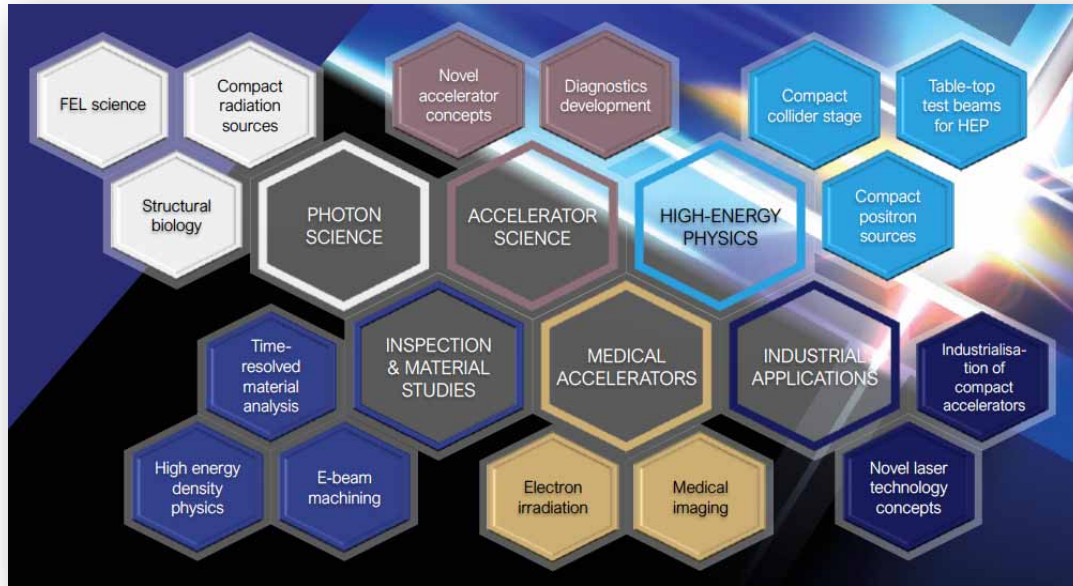 FEL science
Compact
radiation
sources
Novel
accelerator
concepts
Diagnostics
development
Compact
collider stage
Table-top
test beams
for HEP
Structural
biology
PHOTON
SCIENCE
ACCELERATOR
SCIENCE
HIGH-ENERGY
PHYSICS
Compact
positron
sources
Time-
resolved
material
analysis
INSPECTION
& MATERIAL
STUDIES
MEDICAL
ACCELERATORS
INDUSTRIAL
APPLICATIONS
Industrialisa-
tion of
compact
accelerators
High energy
density
physics
E-beam
machining
Electron
irradiation
Medical
imaging
Novel laser
technology
concepts